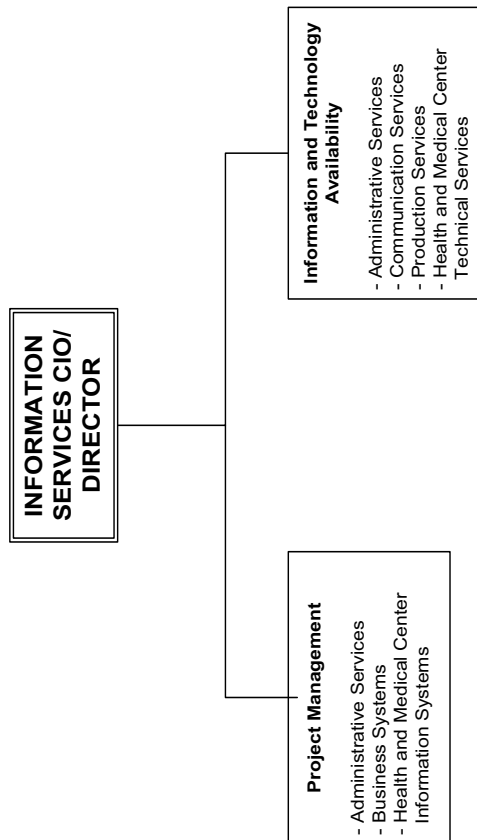 INFORMATION
SERVICES CIO/
DIRECTOR
Project Management
- Administrative Services
- Business Systems
- Health and Medical Center
Information Systems
Information and Technology
Availability
- Administrative Services
- Communication Services
- Production Services
- Health and Medical Center
Technical Services